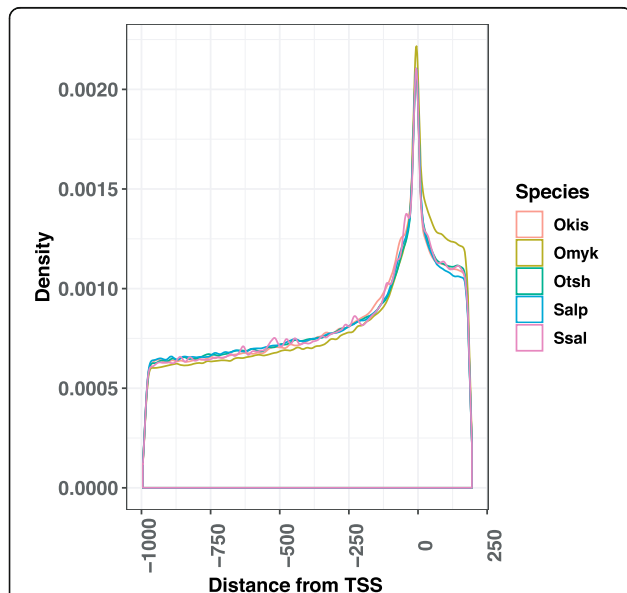 0.0020
0.0015
0.0010
0.0005
0.0000
Density
−1000
−750
−500
−250
0
250
Distance from TSS
Species
Okis
Omyk
Otsh
Salp
Ssal